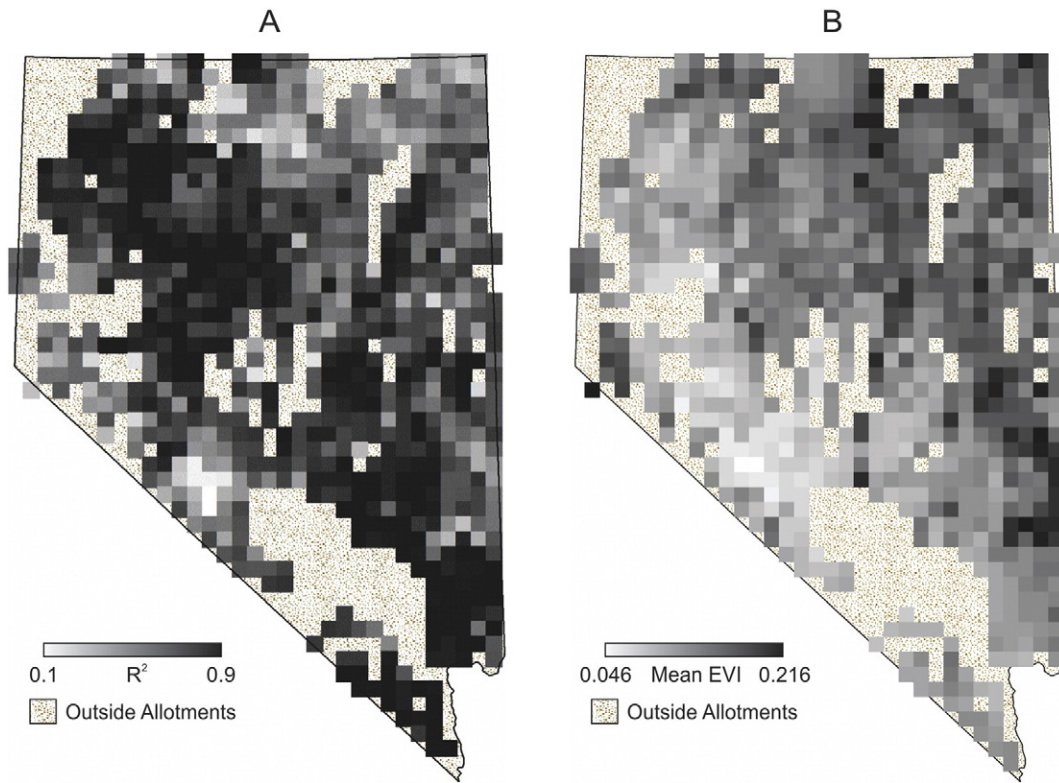 A
B
0.1 R² 0.9
Outside Allotments
0.046 Mean EVI 0.216
Outside Allotments